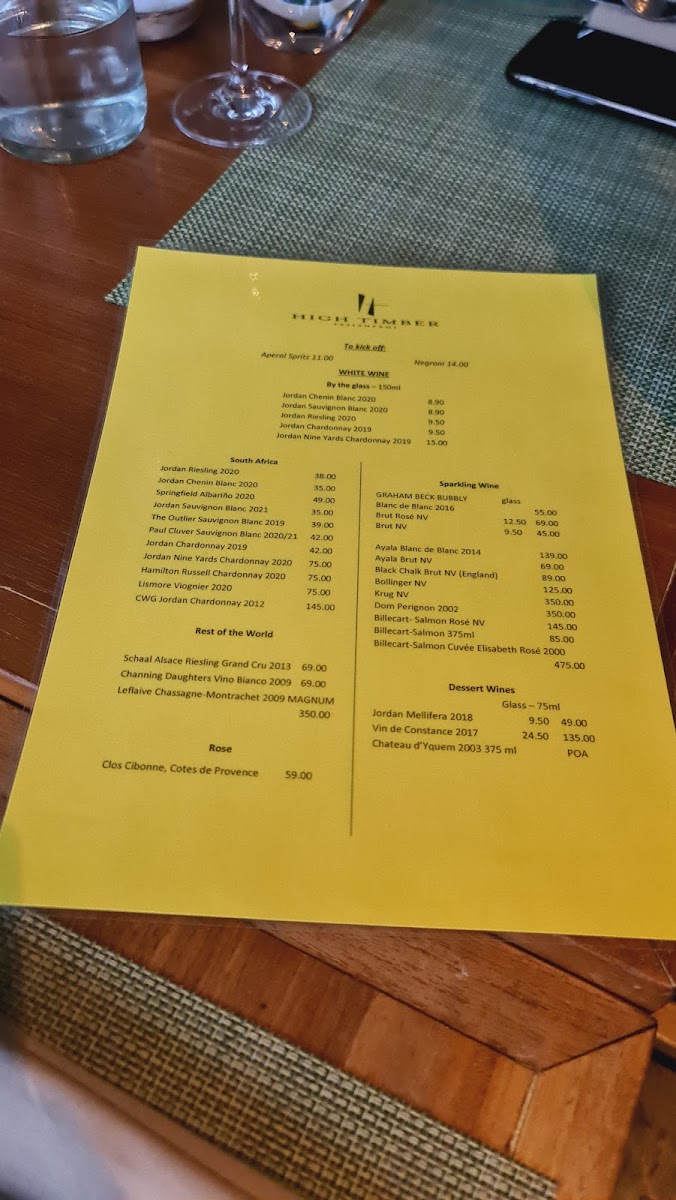 HIGH TIMBER
RESTAURANT
To kick off:
Aperol Spritz 11.00 Negroni 14.00
WHITE WINE
By the glass – 150ml
Jordan Chenin Blanc 2020 8.90
Jordan Sauvignon Blanc 2020 8.90
Jordan Riesling 2020 9.50
Jordan Chardonnay 2019 9.50
Jordan Nine Yards Chardonnay 2019 15.00
South Africa
Jordan Riesling 2020 38.00
Jordan Chenin Blanc 2020 35.00
Springfield Albariño 2020 49.00
Jordan Sauvignon Blanc 2021 35.00
The Outlier Sauvignon Blanc 2019 39.00
Paul Cluver Sauvignon Blanc 2020/21 42.00
Jordan Chardonnay 2019 42.00
Jordan Nine Yards Chardonnay 2020 75.00
Hamilton Russell Chardonnay 2020 75.00
Lismore Viognier 2020 75.00
CWG Jordan Chardonnay 2012 145.00
Rest of the World
Schaal Alsace Riesling Grand Cru 2013 69.00
Channing Daughters Vino Bianco 2009 69.00
Leflaive Chassagne-Montrachet 2009 MAGNUM
350.00
Rose
Clos Cibonne, Cotes de Provence 59.00
Sparkling Wine
GRAHAM BECK BUBBLY glass
Blanc de Blanc 2016 55.00
Brut Rosé NV 12.50 69.00
Brut NV 9.50 45.00
Ayala Blanc de Blanc 2014 139.00
Ayala Brut NV 69.00
Black Chalk Brut NV (England) 89.00
Bollinger NV 125.00
Krug NV 350.00
Dom Perignon 2002 350.00
Billecart- Salmon Rosé NV 145.00
Billecart-Salmon 375ml 85.00
Billecart-Salmon Cuvée Elisabeth Rosé 2000
475.00
Dessert Wines
Glass – 75ml
Jordan Mellifera 2018 9.50 49.00
Vin de Constance 2017 24.50 135.00
Chateau d'Yquem 2003 375 ml POA